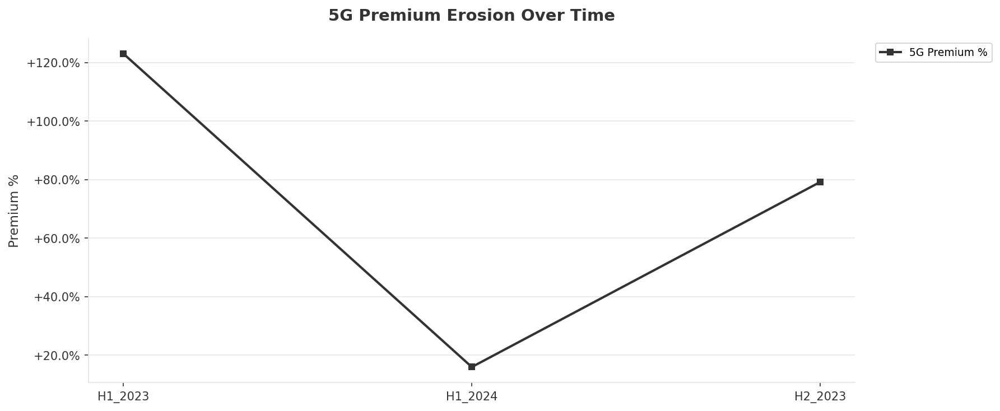 5G Premium Erosion Over Time
5G Premium %
Premium %
+120.0%
+100.0%
+80.0%
+60.0%
+40.0%
+20.0%
H1_2023
H1_2024
H2_2023